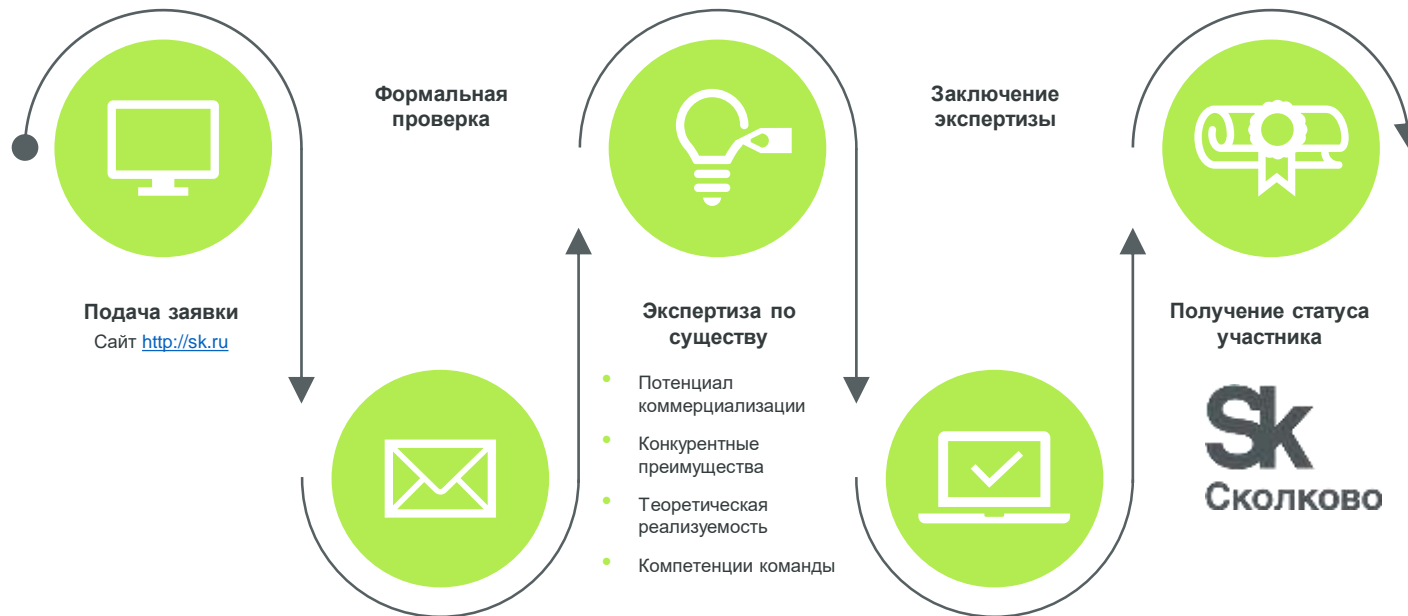 Подача заявки
Сайт http://sk.ru
Формальная
проверка
Экспертиза по
существу
• Потенциал
коммерциализации
• Конкурентные
преимущества
• Теоретическая
реализуемость
• Компетенции команды
Заключение
экспертизы
Получение статуса
участника
Sk
Сколково